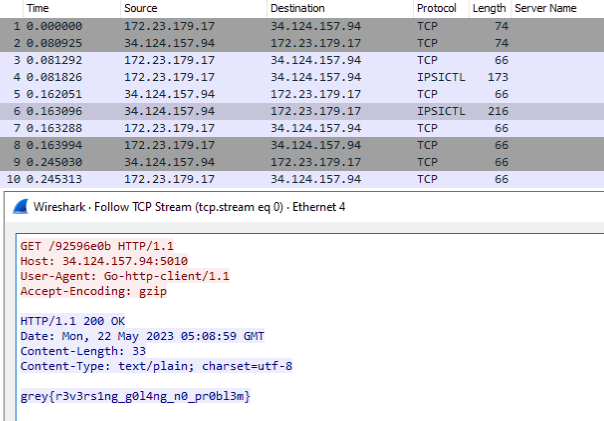 Time Source Destination Protocol Length Server Name
1 0.000000 172.23.179.17 34.124.157.94 TCP 74
2 0.080925 34.124.157.94 172.23.179.17 TCP 74
3 0.081292 172.23.179.17 34.124.157.94 TCP 66
4 0.081826 172.23.179.17 34.124.157.94 IPSICTL 173
5 0.162051 34.124.157.94 172.23.179.17 TCP 66
6 0.163096 34.124.157.94 172.23.179.17 IPSICTL 216
7 0.163288 172.23.179.17 34.124.157.94 TCP 66
8 0.163994 172.23.179.17 34.124.157.94 TCP 66
9 0.245030 34.124.157.94 172.23.179.17 TCP 66
10 0.245313 172.23.179.17 34.124.157.94 TCP 66
Wireshark · Follow TCP Stream (tcp.stream eq 0) · Ethernet 4
GET /92596e0b HTTP/1.1
Host: 34.124.157.94:5010
User-Agent: Go-http-client/1.1
Accept-Encoding: gzip
HTTP/1.1 200 OK
Date: Mon, 22 May 2023 05:08:59 GMT
Content-Length: 33
Content-Type: text/plain; charset=utf-8
grey{r3v3rs1ng_g0l4ng_n0_pr0bl3m}